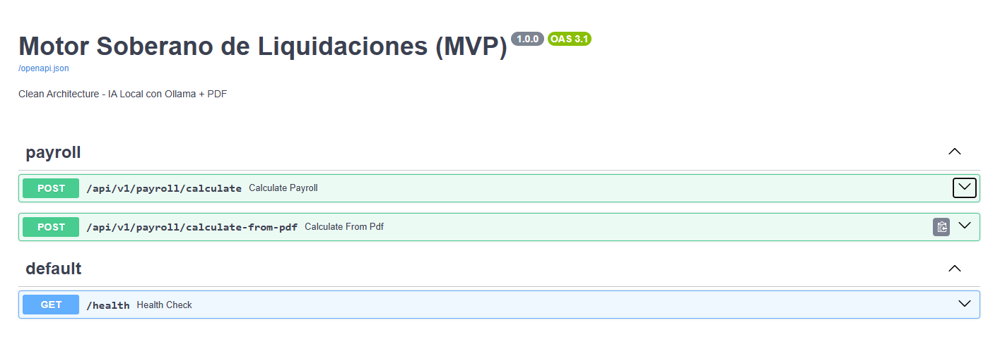 Motor Soberano de Liquidaciones (MVP) 1.0.0 OAS 3.1
/openapi.json
Clean Architecture - IA Local con Ollama + PDF
payroll
POST /api/v1/payroll/calculate Calculate Payroll
POST /api/v1/payroll/calculate-from-pdf Calculate From Pdf
default
GET /health Health Check